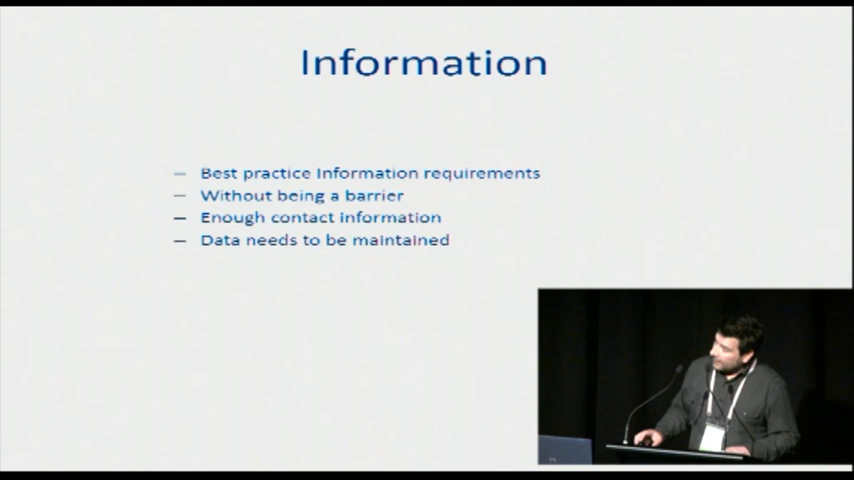 Information
– Best practice Information requirements
– Without being a barrier
– Enough contact information
– Data needs to be maintained